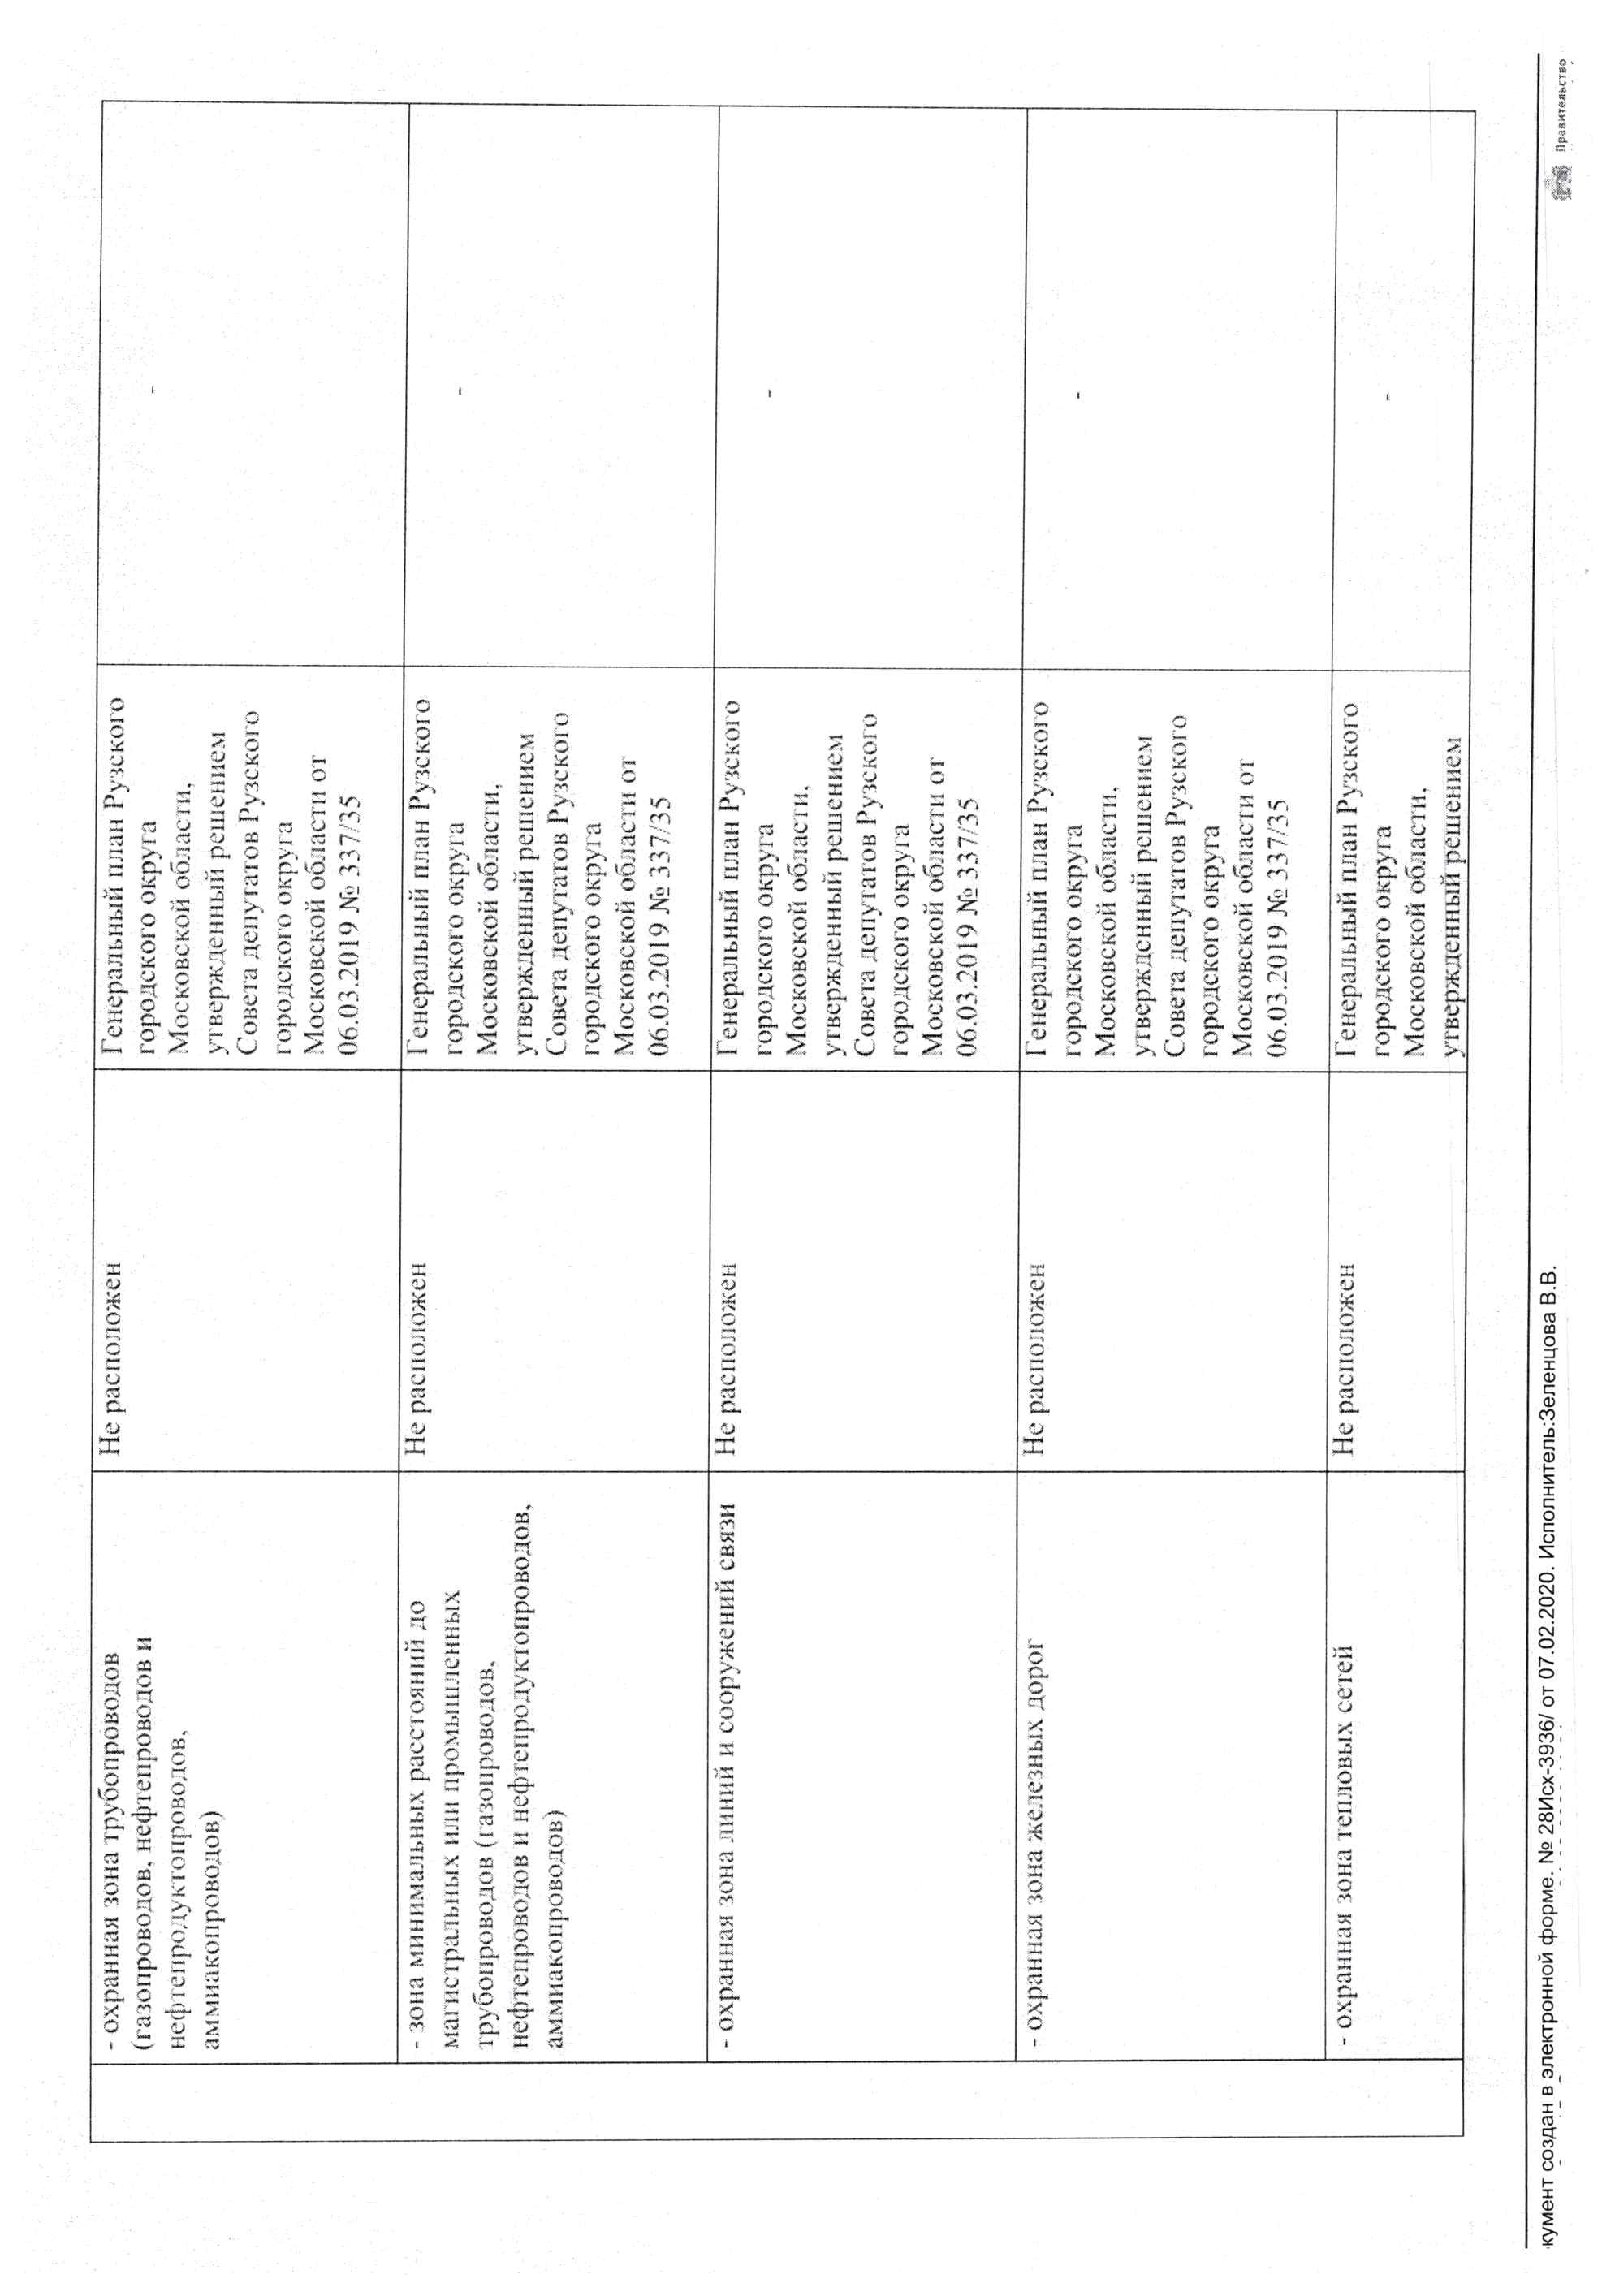 - охранная зона трубопроводов
(газопроводов, нефтепроводов и
нефтепродуктопроводов,
аммиакопроводов)
Не расположен
Генеральный план Рузского
городского округа
Московской области,
утвержденный решением
Совета депутатов Рузского
городского округа
Московской области от
06.03.2019 № 337/35
-
- зона минимальных расстояний до
магистральных или промышленных
трубопроводов (газопроводов,
нефтепроводов и нефтепродуктопроводов,
аммиакопроводов)
Не расположен
Генеральный план Рузского
городского округа
Московской области,
утвержденный решением
Совета депутатов Рузского
городского округа
Московской области от
06.03.2019 № 337/35
-
- охранная зона линий и сооружений связи
Не расположен
Генеральный план Рузского
городского округа
Московской области,
утвержденный решением
Совета депутатов Рузского
городского округа
Московской области от
06.03.2019 № 337/35
-
- охранная зона железных дорог
Не расположен
Генеральный план Рузского
городского округа
Московской области,
утвержденный решением
Совета депутатов Рузского
городского округа
Московской области от
06.03.2019 № 337/35
-
- охранная зона тепловых сетей
Не расположен
Генеральный план Рузского
городского округа
Московской области,
утвержденный решением
-
кумент создан в электронной форме. № 28Исх-3936/ от 07.02.2020. Исполнитель:Зеленцова В.В.
Правительство